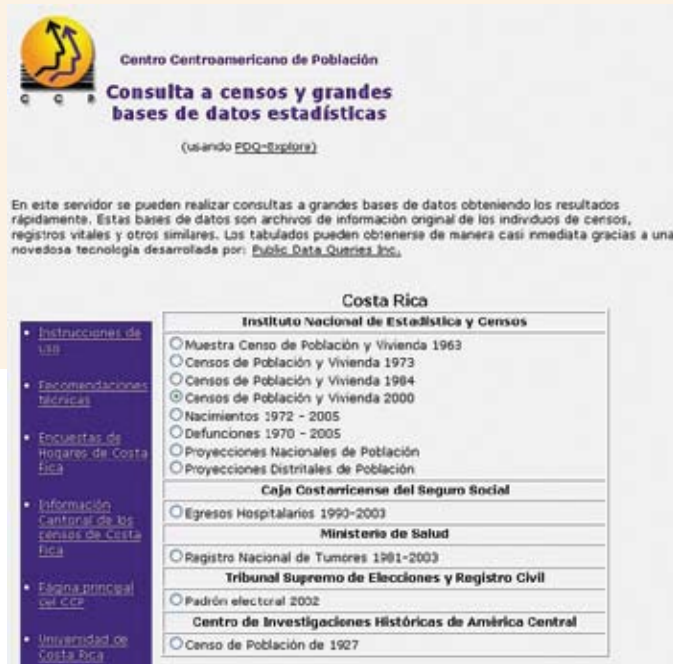 C C P
Centro Centroamericano de Población
Consulta a censos y grandes
bases de datos estadísticas
(usando PDQ-Explore)
En este servidor se pueden realizar consultas a grandes bases de datos obteniendo los resultados
rápidamente. Estas bases de datos son archivos de información original de los individuos de censos,
registros vitales y otros similares. Los tabulados pueden obtenerse de manera casi inmediata gracias a una
novedosa tecnología desarrollada por: Public Data Queries Inc.
Instrucciones de
uso
Recomendaciones
técnicas
Encuestas de
Hogares de Costa
Rica
Información
Cantonal de los
censos de Costa
Rica
Página principal
del CCP
Universidad de
Costa Rica
Costa Rica
Instituto Nacional de Estadística y Censos
Muestra Censo de Población y Vivienda 1963
Censos de Población y Vivienda 1973
Censos de Población y Vivienda 1984
Censos de Población y Vivienda 2000
Nacimientos 1972 - 2005
Defunciones 1970 - 2005
Proyecciones Nacionales de Población
Proyecciones Distritales de Población
Caja Costarricense del Seguro Social
Egresos Hospitalarios 1990-2003
Ministerio de Salud
Registro Nacional de Tumores 1981-2003
Tribunal Supremo de Elecciones y Registro Civil
Padrón electoral 2002
Centro de Investigaciones Históricas de América Central
Censo de Población de 1927